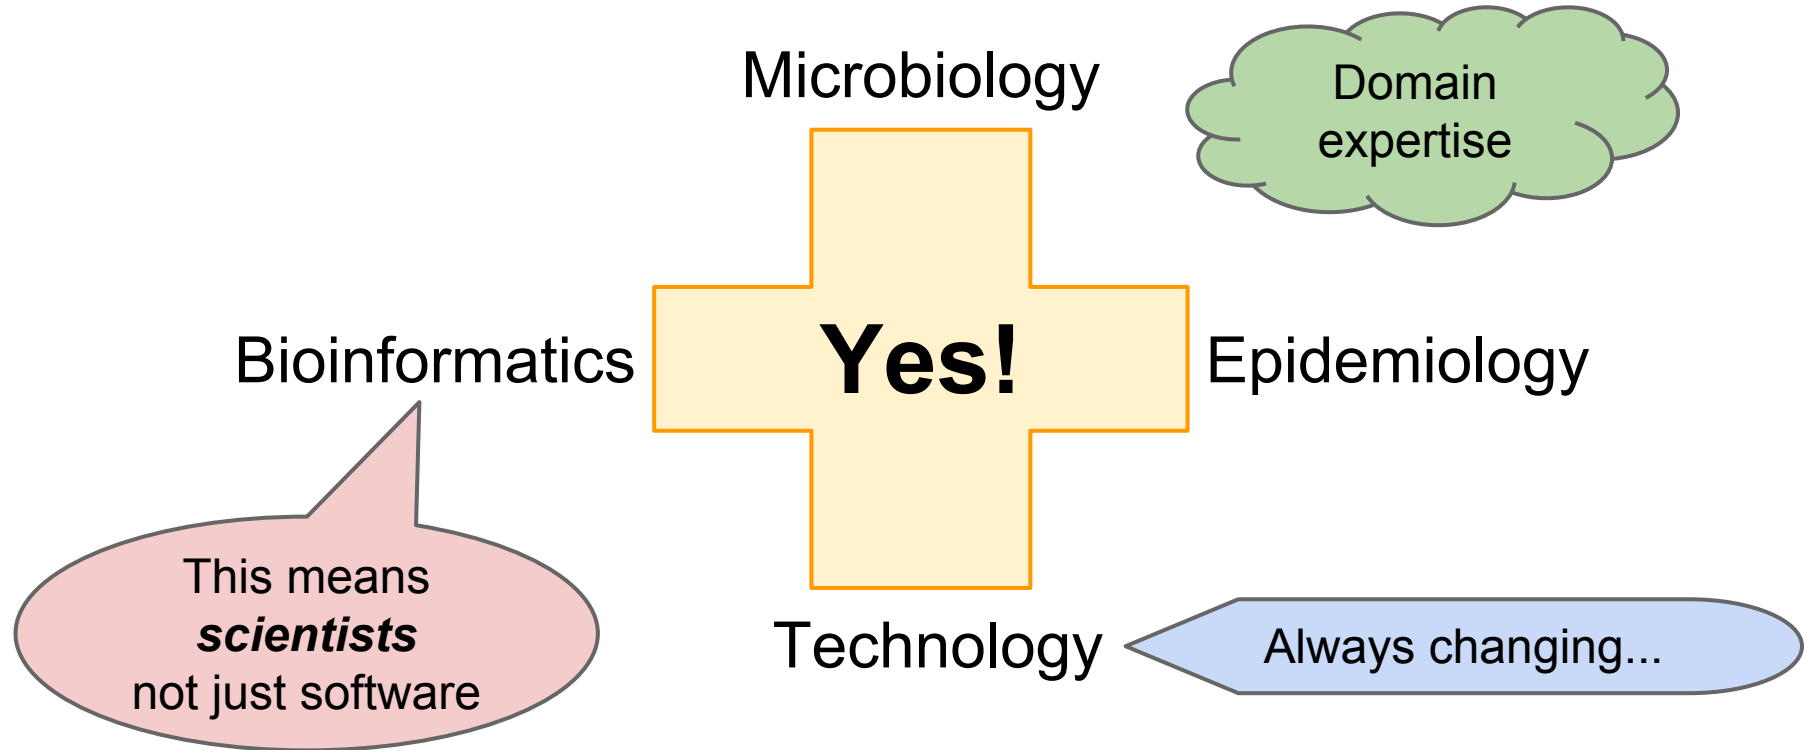 Microbiology
Domain
expertise
Bioinformatics
Yes!
Epidemiology
This means
scientists
not just software
Technology
Always changing...